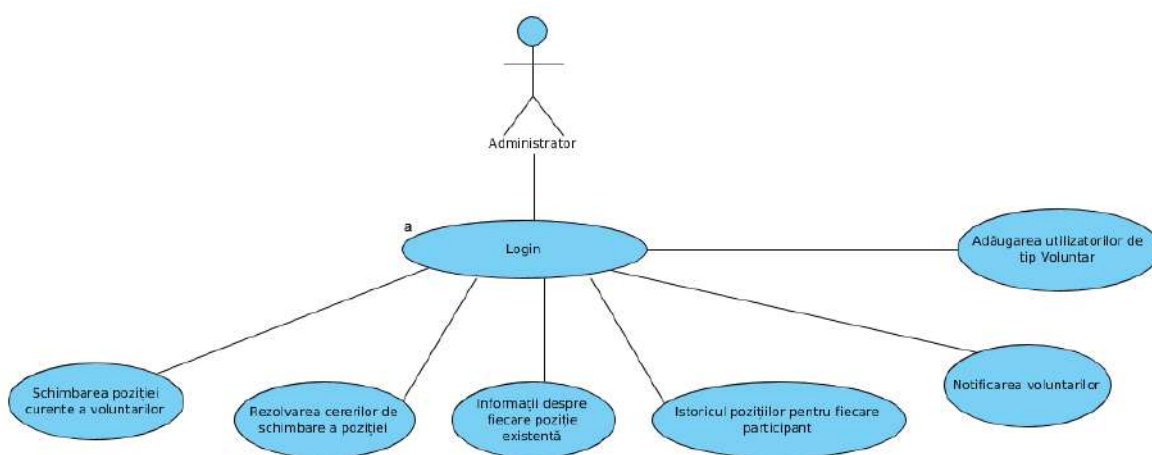 Administrator
a
Login
Adăugarea utilizatorilor de
tip Voluntar
Schimbarea poziției
curente a voluntarilor
Rezolvarea cererilor de
schimbare a poziției
Informații despre
fiecare poziție
existentă
Istoricul pozițiilor pentru fiecare
participant
Notificarea voluntarilor